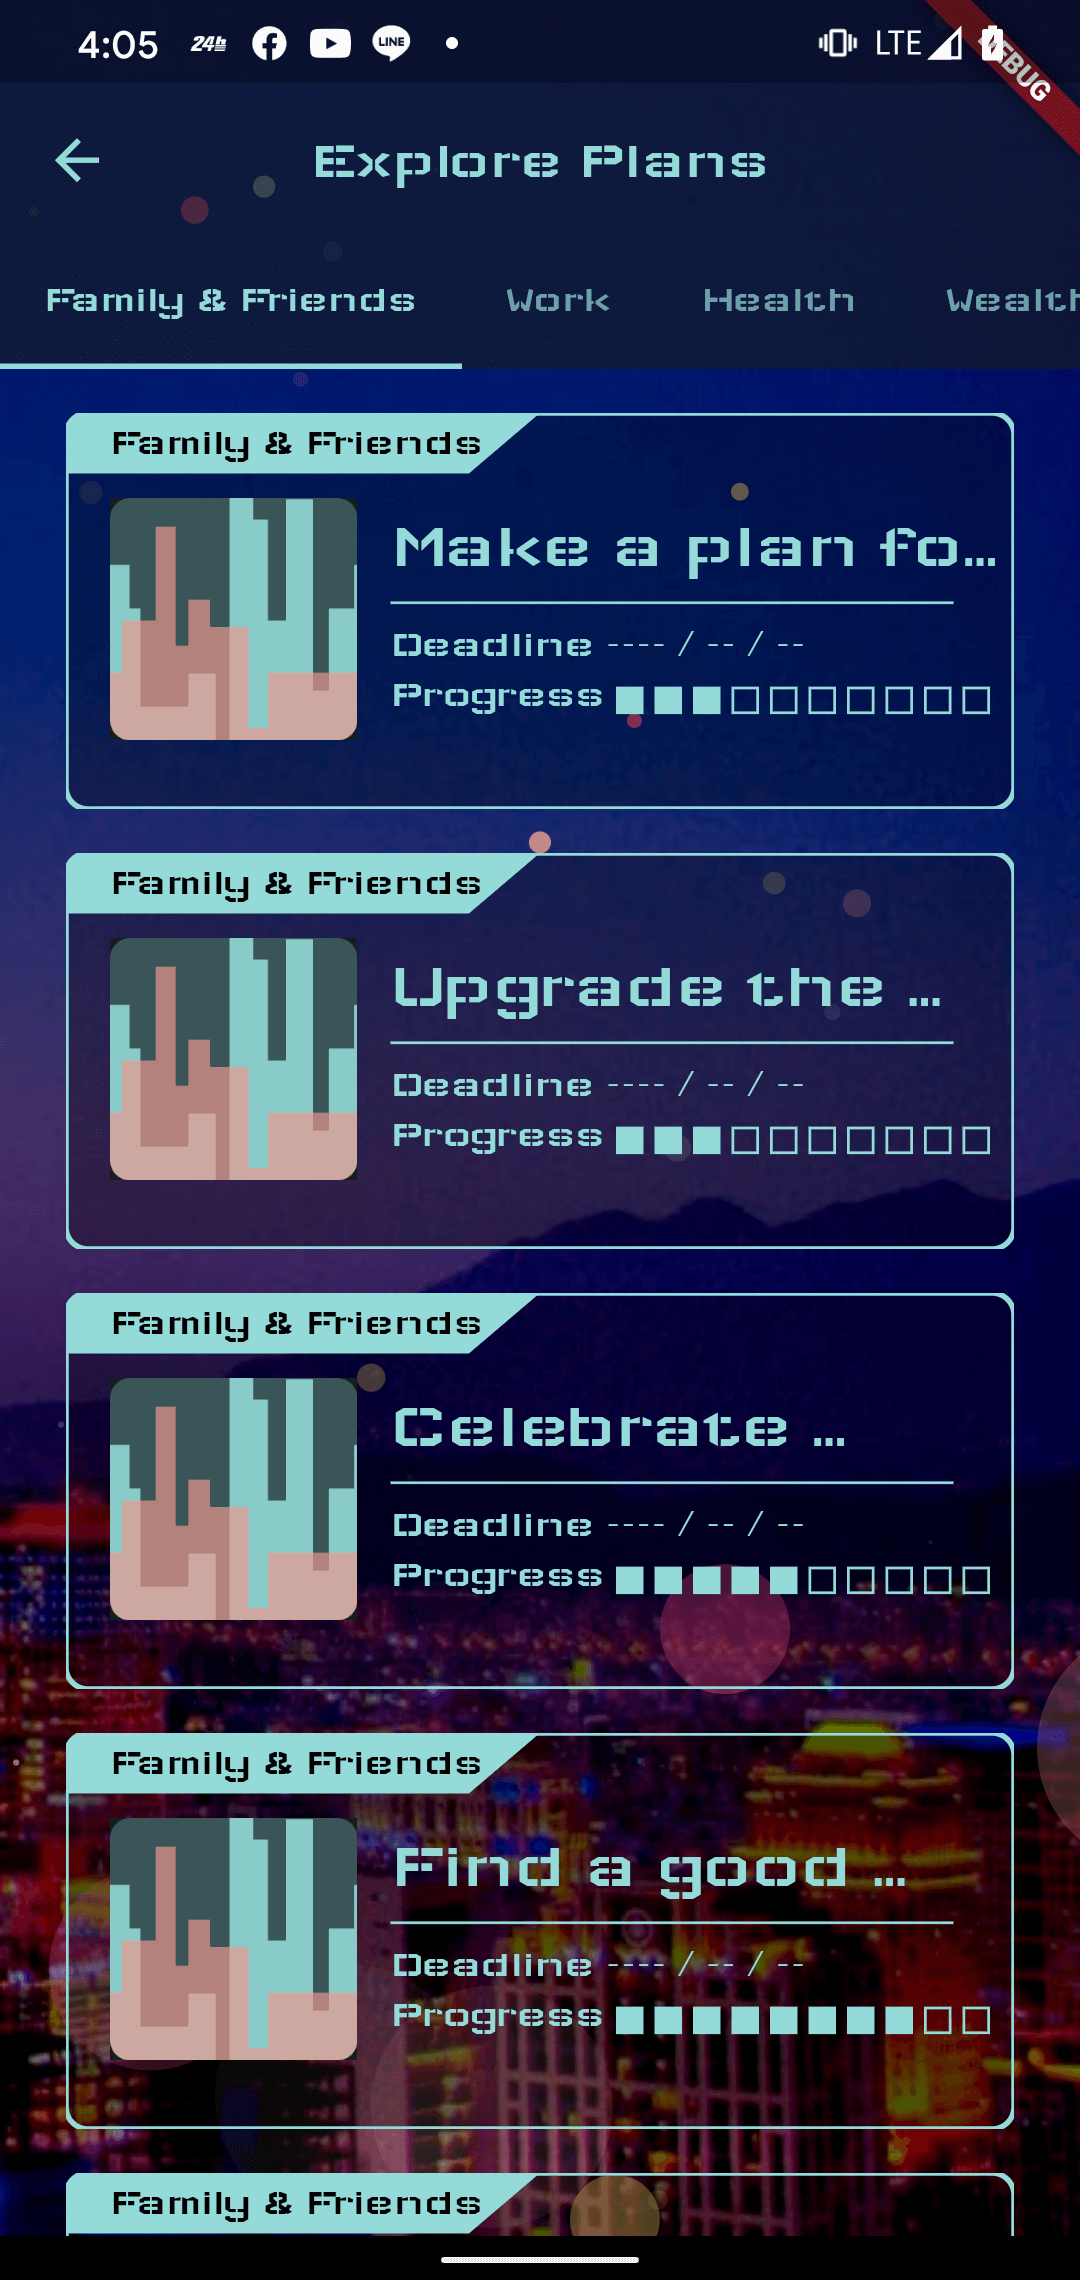 4:05 24h LINE LTE
DEBUG
Explore Plans
Family & Friends Work Health Wealth
Family & Friends
Make a plan fo...
Deadline ---- / -- / --
Progress
Family & Friends
Upgrade the ...
Deadline ---- / -- / --
Progress
Family & Friends
Celebrate ...
Deadline ---- / -- / --
Progress
Family & Friends
Find a good ...
Deadline ---- / -- / --
Progress
Family & Friends